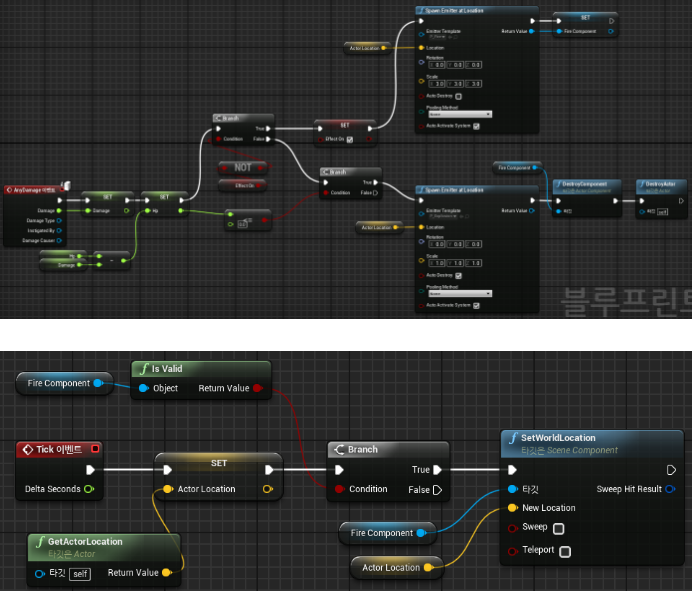 Spawn Emitter at Location
Emitter Template
Return Value
Location
Rotation
X 0.0 Y 0.0 Z 0.0
Scale
X 3.0 Y 3.0 Z 3.0
Auto Destroy
Pooling Method
Auto Activate System
SET
Fire Component
Actor Location
Branch
True
Condition
False
SET
Effect On
NOT
Effect On
Branch
True
Condition
False
AnyDamage 이벤트
Damage
Damage Type
Instigated By
Damage Causer
SET
Damage
SET
Hp
Hp
Damage
Actor Location
Spawn Emitter at Location
Emitter Template
Return Value
Location
Rotation
X 0.0 Y 0.0 Z 0.0
Scale
X 1.0 Y 1.0 Z 1.0
Auto Destroy
Pooling Method
Auto Activate System
Fire Component
DestroyComponent
타깃
DestroyActor
타깃 self
블루프린트
Fire Component
Is Valid
Object
Return Value
Tick 이벤트
Delta Seconds
SET
Actor Location
GetActorLocation
타깃은 Actor
타깃 self
Return Value
Branch
True
Condition
False
Fire Component
Actor Location
SetWorldLocation
타깃은 Scene Component
타깃
Sweep Hit Result
New Location
Sweep
Teleport